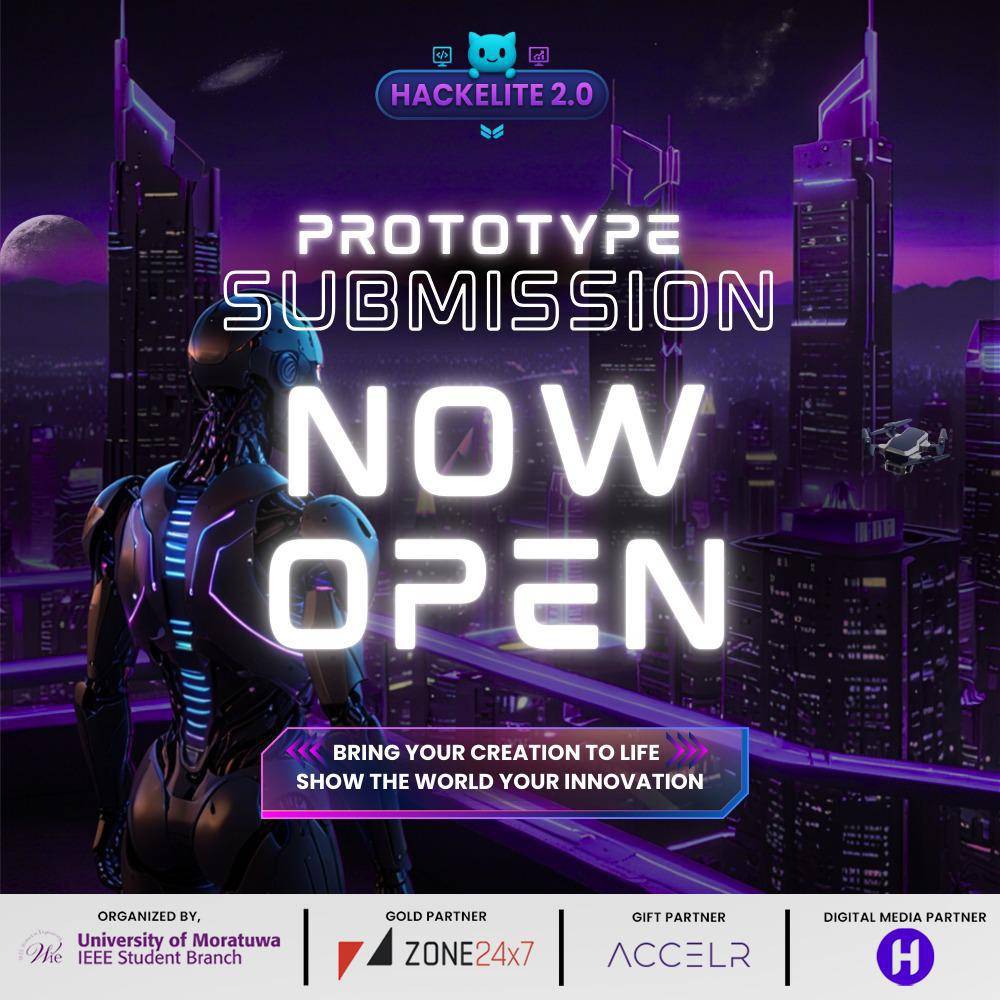 HACKELITE 2.0
PROTOTYPE
SUBMISSION
NOW
OPEN
BRING YOUR CREATION TO LIFE
SHOW THE WORLD YOUR INNOVATION
ORGANIZED BY,
Wie
University of Moratuwa
IEEE Student Branch
GOLD PARTNER
ZONE24x7
GIFT PARTNER
ACCELR
DIGITAL MEDIA PARTNER
H